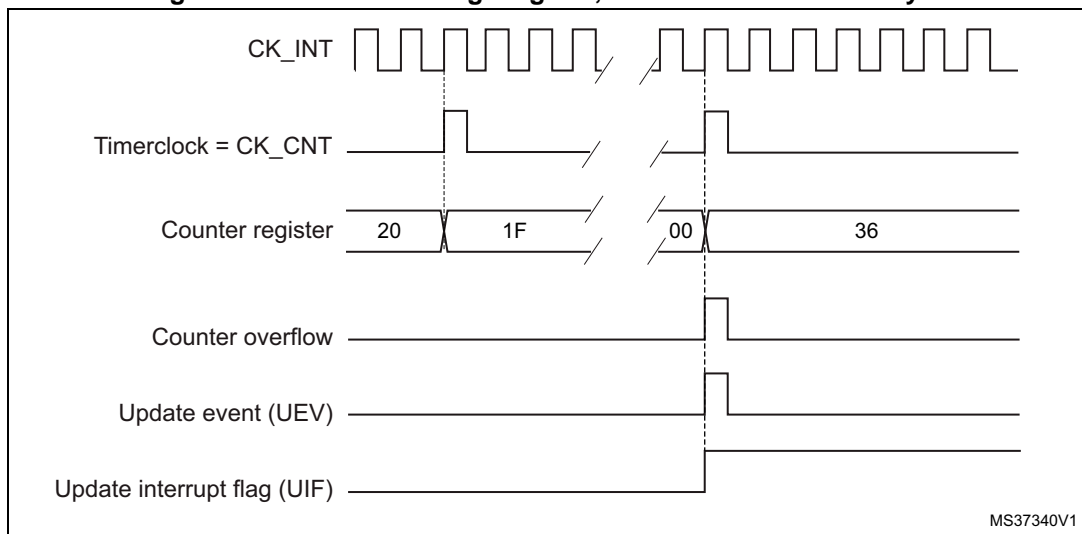 CK_INT
Timerclock = CK_CNT
Counter register 20 1F 00 36
Counter overflow
Update event (UEV)
Update interrupt flag (UIF)
MS37340V1